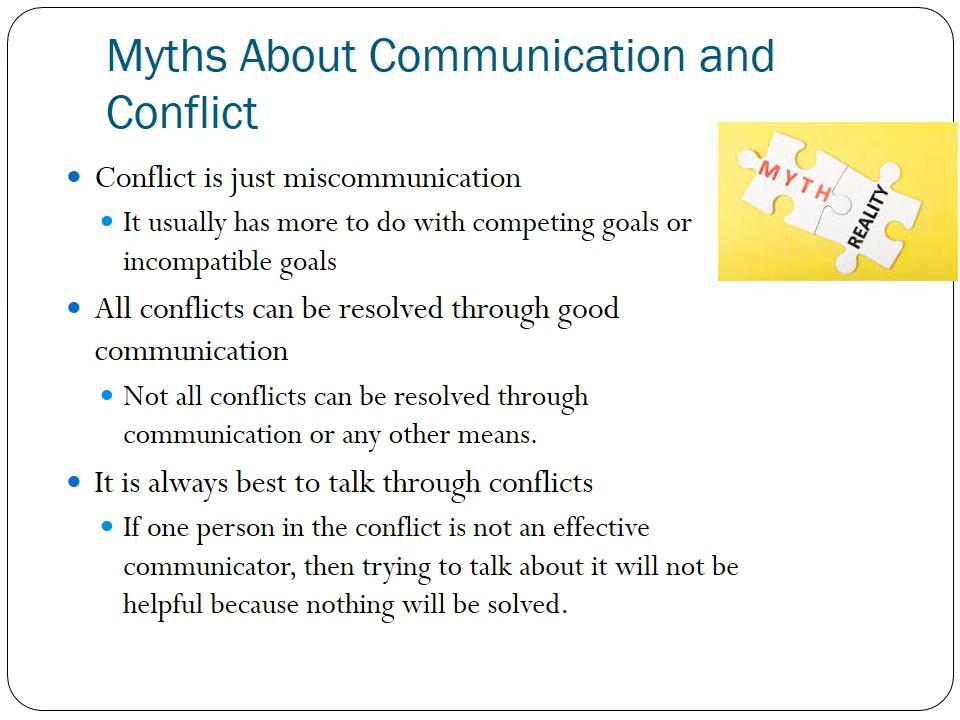 Myths About Communication and
Conflict
Conflict is just miscommunication
It usually has more to do with competing goals or
incompatible goals
All conflicts can be resolved through good
communication
Not all conflicts can be resolved through
communication or any other means.
It is always best to talk through conflicts
If one person in the conflict is not an effective
communicator, then trying to talk about it will not be
helpful because nothing will be solved.
MYTH
REALITY